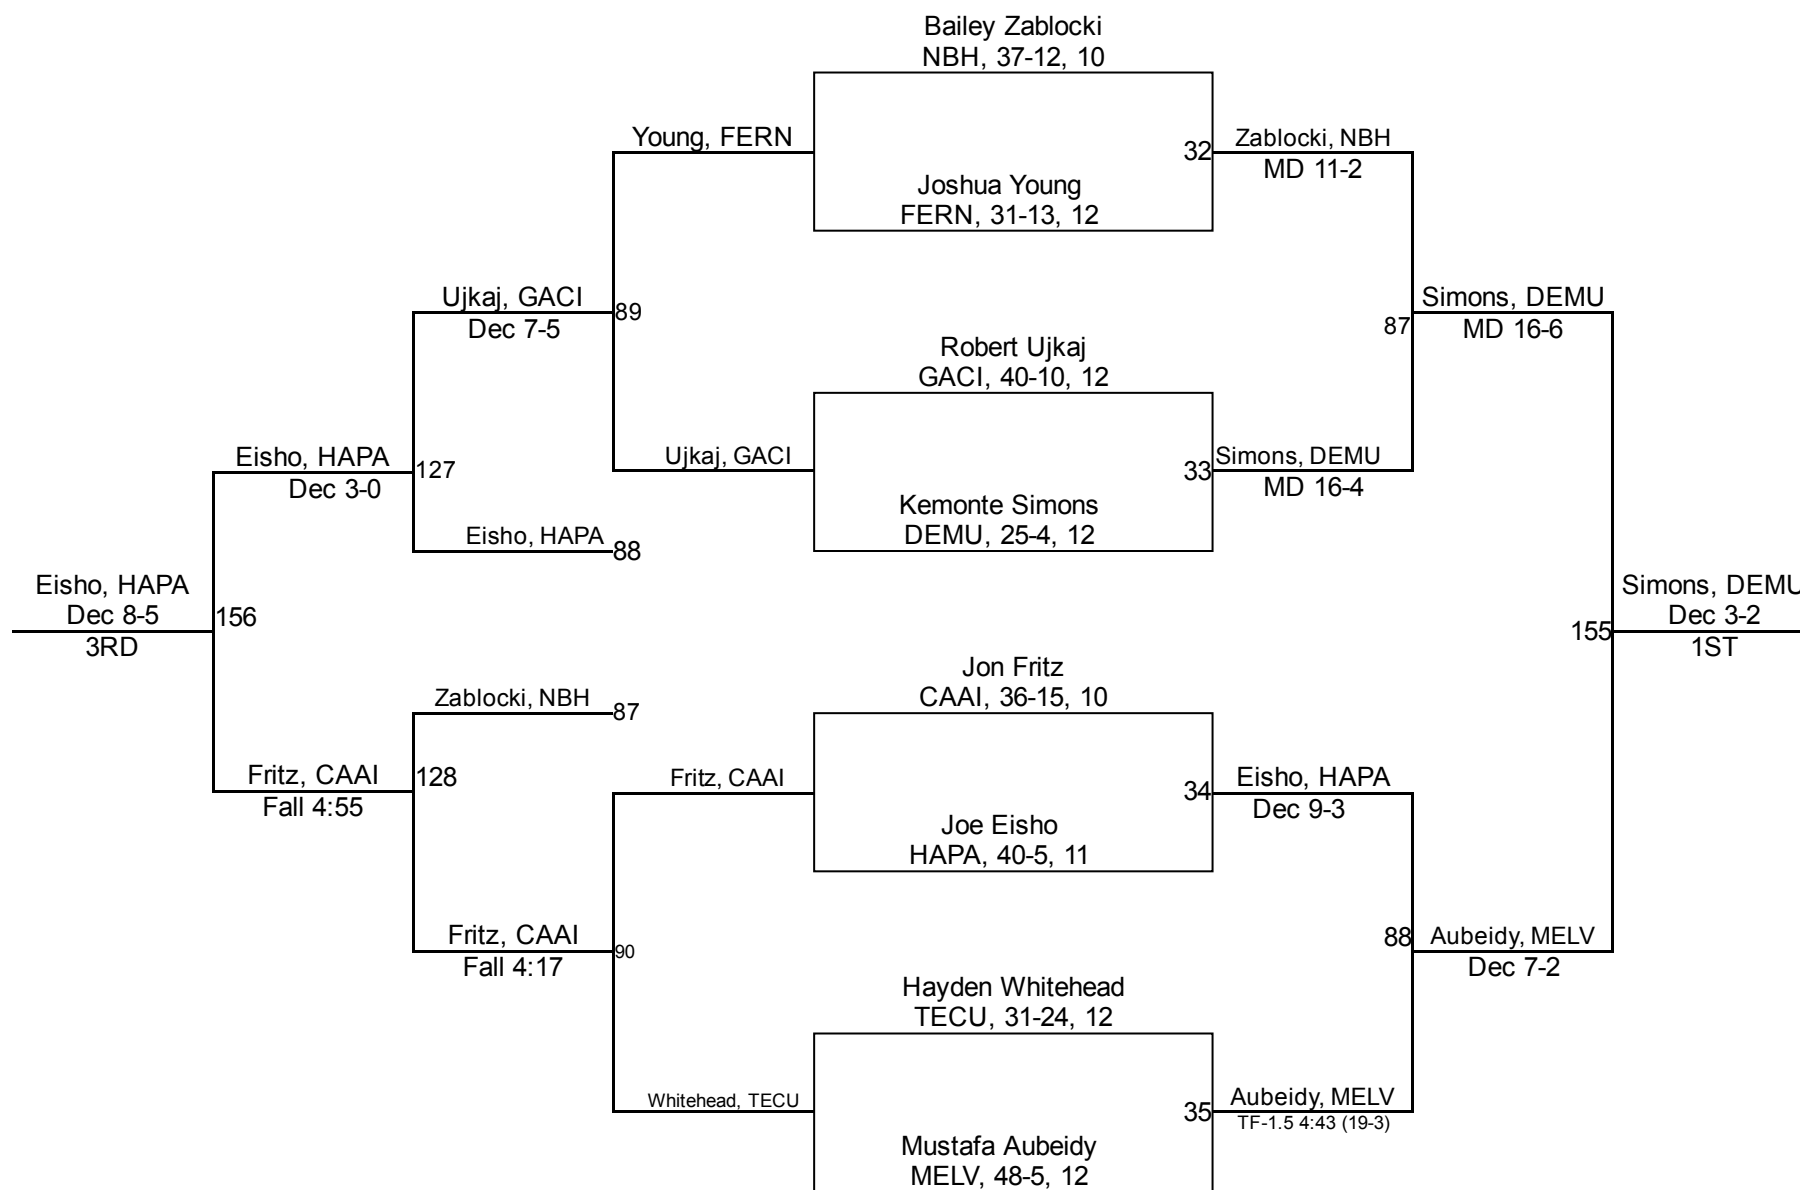 Bailey Zablocki
NBH, 37-12, 10
Young, FERN
32
Zablocki, NBH
MD 11-2
Joshua Young
FERN, 31-13, 12
Ujkaj, GACI
Dec 7-5
89
87
Simons, DEMU
MD 16-6
Robert Ujkaj
GACI, 40-10, 12
Eisho, HAPA
Dec 3-0
127
Ujkaj, GACI
33
Simons, DEMU
MD 16-4
Kemonte Simons
DEMU, 25-4, 12
Eisho, HAPA
88
Eisho, HAPA
Dec 8-5
3RD
156
155
Simons, DEMU
Dec 3-2
1ST
Jon Fritz
CAAI, 36-15, 10
Zablocki, NBH
87
Fritz, CAAI
Fall 4:55
128
Fritz, CAAI
34
Eisho, HAPA
Dec 9-3
Joe Eisho
HAPA, 40-5, 11
Fritz, CAAI
Fall 4:17
90
88
Aubeidy, MELV
Dec 7-2
Hayden Whitehead
TECU, 31-24, 12
Whitehead, TECU
35
Aubeidy, MELV
TF-1.5 4:43 (19-3)
Mustafa Aubeidy
MELV, 48-5, 12